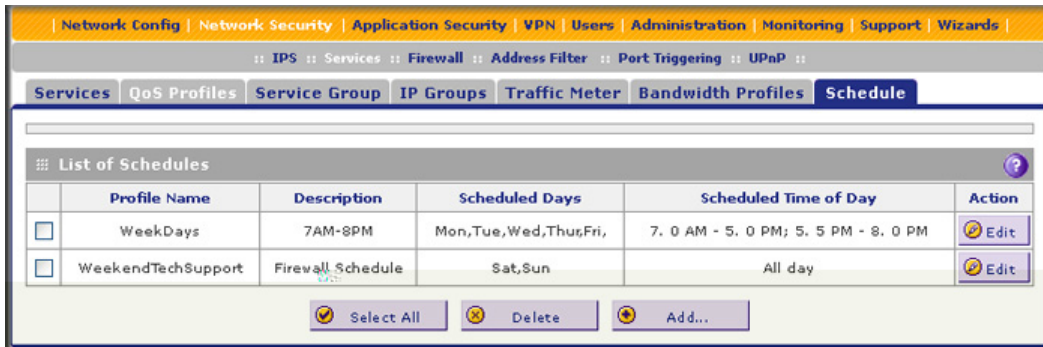 | Network Config | Network Security | Application Security | VPN | Users | Administration | Monitoring | Support | Wizards |
:: IPS :: Services :: Firewall :: Address Filter :: Port Triggering :: UPnP ::
Services QoS Profiles Service Group IP Groups Traffic Meter Bandwidth Profiles Schedule
List of Schedules ?
Profile Name Description Scheduled Days Scheduled Time of Day Action
WeekDays 7AM-8PM Mon,Tue,Wed,Thur,Fri, 7. 0 AM - 5. 0 PM; 5. 5 PM - 8. 0 PM Edit
WeekendTechSupport Firewall Schedule Sat,Sun All day Edit
Select All Delete Add...